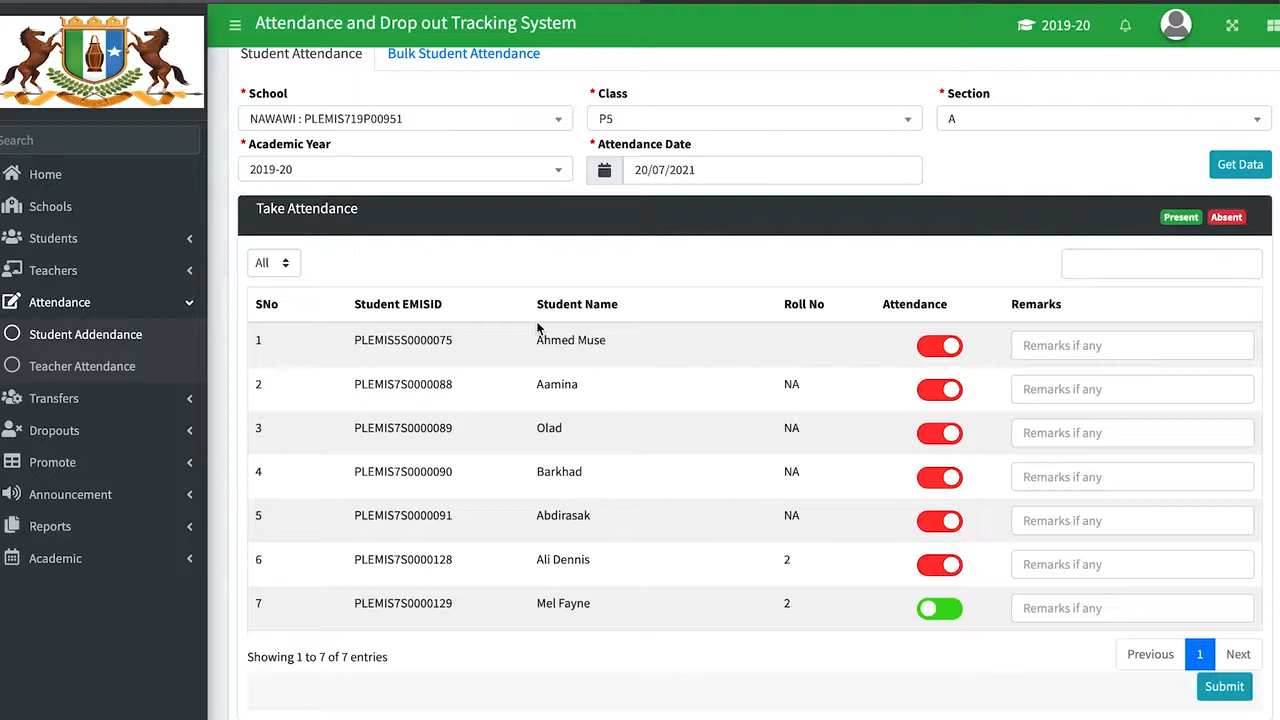 Attendance and Drop out Tracking System
2019-20
Student Attendance
Bulk Student Attendance
Search
Home
Schools
Students
Teachers
Attendance
Student Addendance
Teacher Attendance
Transfers
Dropouts
Promote
Announcement
Reports
Academic
* School
* Class
* Section
NAWAWI : PLEMIS719P00951
P5
A
* Academic Year
* Attendance Date
2019-20
20/07/2021
Get Data
Take Attendance
Present
Absent
All
SNo Student EMISID Student Name Roll No Attendance Remarks
1 PLEMIS5S0000075 Ahmed Muse Remarks if any
2 PLEMIS7S0000088 Aamina NA Remarks if any
3 PLEMIS7S0000089 Olad NA Remarks if any
4 PLEMIS7S0000090 Barkhad NA Remarks if any
5 PLEMIS7S0000091 Abdirasak NA Remarks if any
6 PLEMIS7S0000128 Ali Dennis 2 Remarks if any
7 PLEMIS7S0000129 Mel Fayne 2 Remarks if any
Showing 1 to 7 of 7 entries
Previous 1 Next
Submit